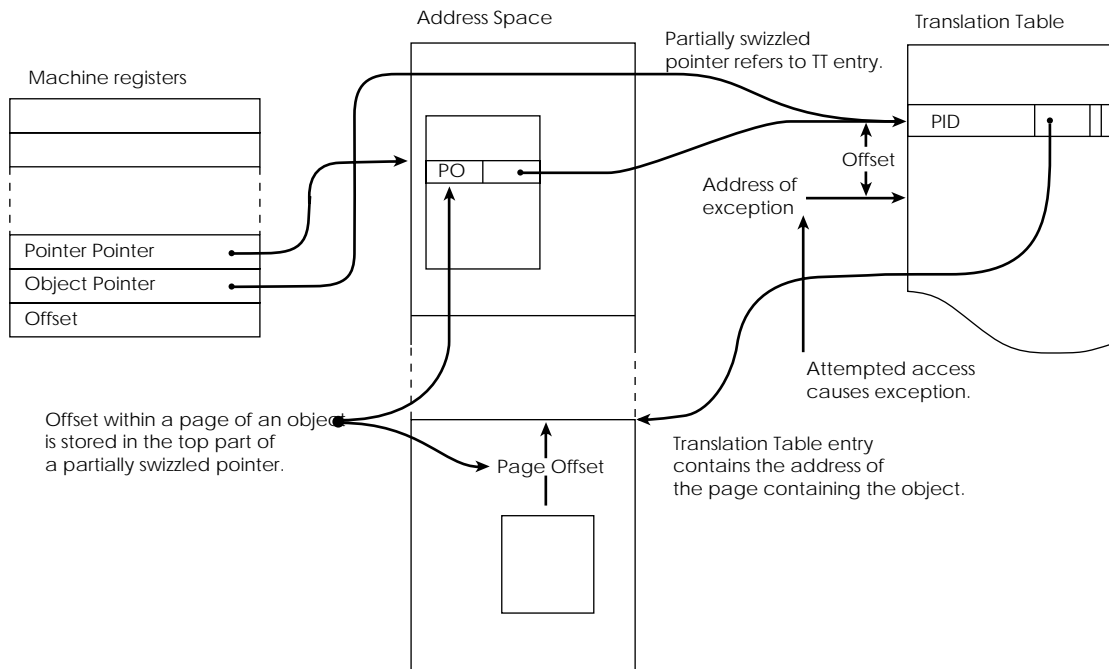 Address Space
Translation Table
Machine registers
Partially swizzled
pointer refers to TT entry.
PID
PO
Offset
Address of
exception
Pointer Pointer
Object Pointer
Offset
Attempted access
causes exception.
Offset within a page of an object
is stored in the top part of
a partially swizzled pointer.
Page Offset
Translation Table entry
contains the address of
the page containing the object.